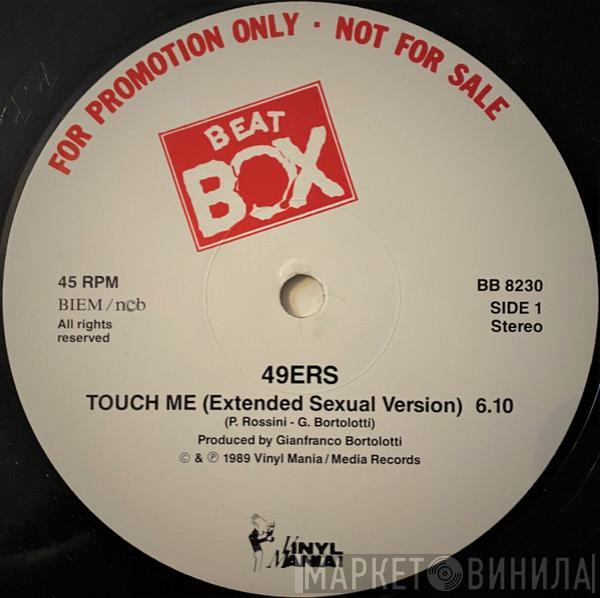 FOR PROMOTION ONLY · NOT FOR SALE
BEAT
BOX
45 RPM
BIEM/ncb
All rights
reserved
BB 8230
SIDE 1
Stereo
49ERS
TOUCH ME (Extended Sexual Version) 6.10
(P. Rossini - G. Bortolotti)
Produced by Gianfranco Bortolotti
© & ℗ 1989 Vinyl Mania/Media Records
VINYL
MANIA!
МАРКЕТ ВИНИЛА